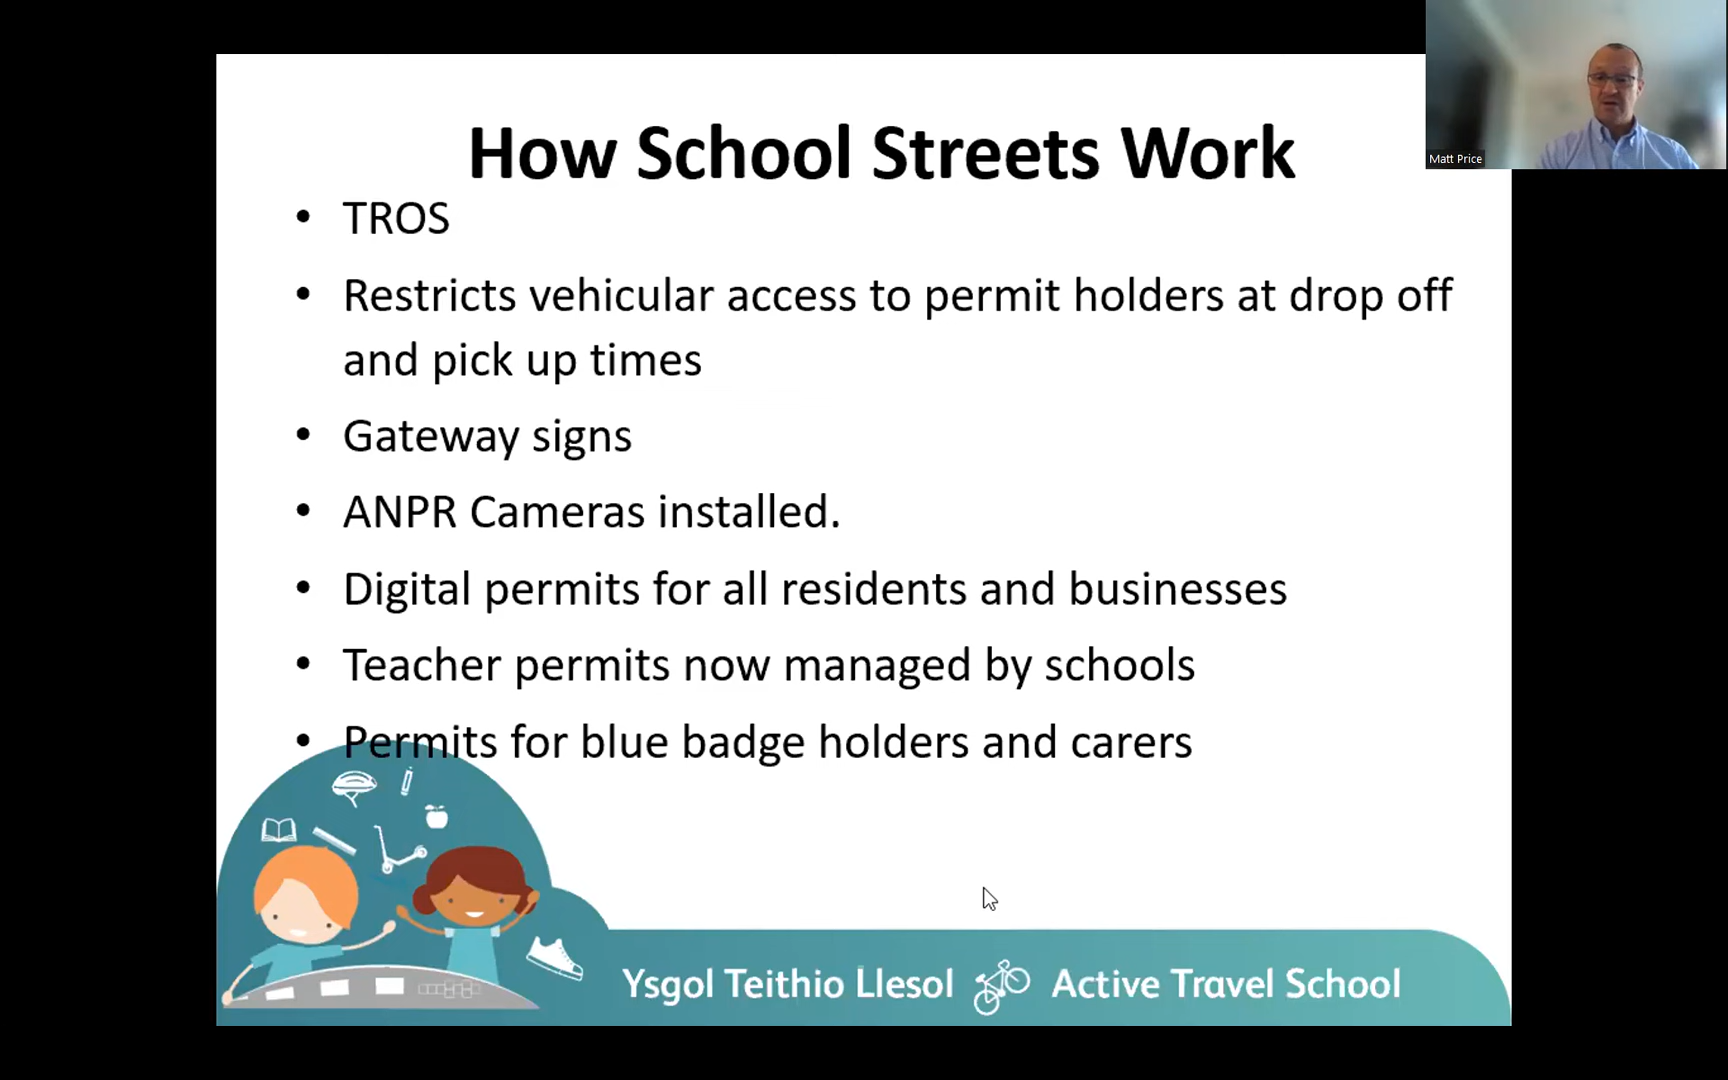 How School Streets Work
Matt Price
• TROS
• Restricts vehicular access to permit holders at drop off
and pick up times
• Gateway signs
• ANPR Cameras installed.
• Digital permits for all residents and businesses
• Teacher permits now managed by schools
• Permits for blue badge holders and carers
Ysgol Teithio Llesol Active Travel School